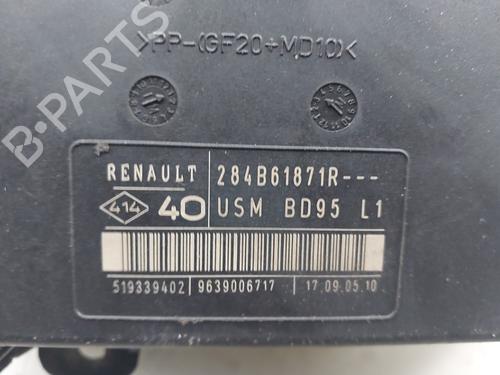 >PP-(GF20+MD10)<
B-PARTS
RENAULT 284B61871R---
414 40 USM BD95 L1
519339402 9639006717 17.09.05.10